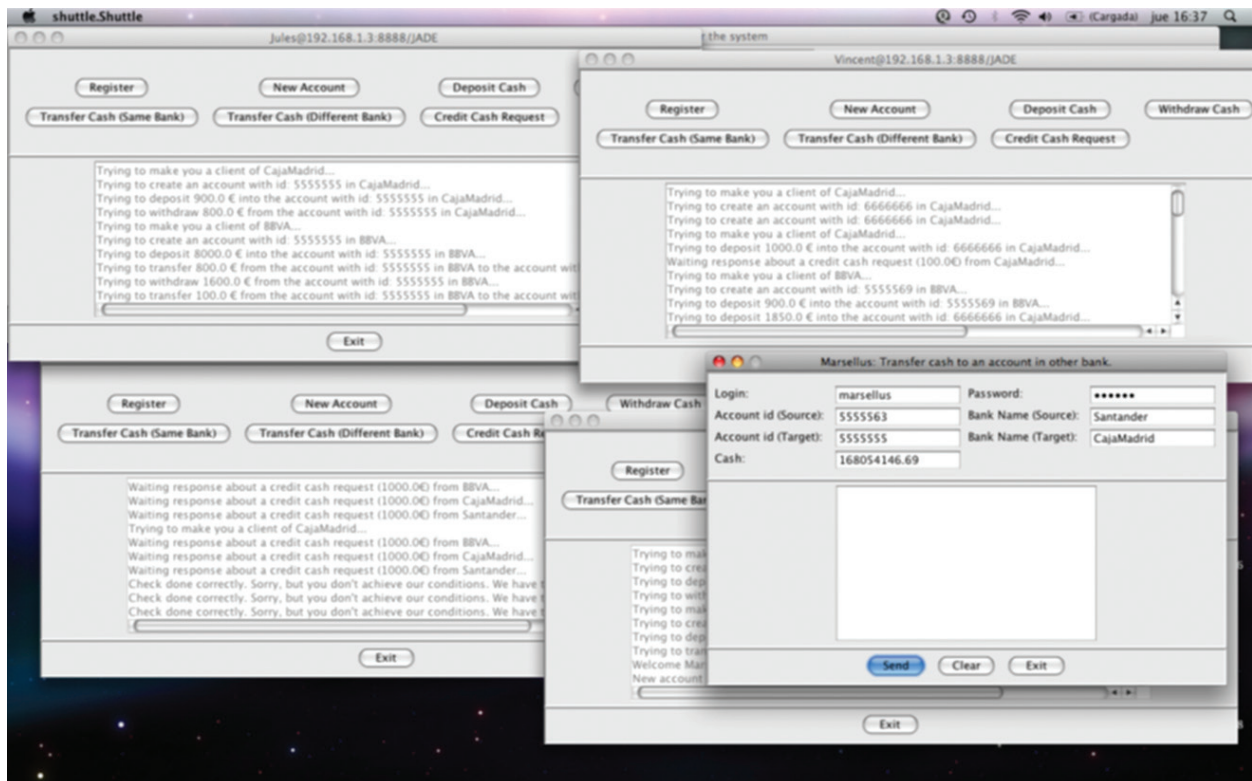 shuttle.Shuttle (Cargada) jue 16:37
Jules@192.168.1.3:8888/JADE
the system
Register New Account Deposit Cash
Transfer Cash (Same Bank) Transfer Cash (Different Bank) Credit Cash Request
Trying to make you a client of CajaMadrid...
Trying to create an account with id: 5555555 in CajaMadrid...
Trying to deposit 900.0 € into the account with id: 5555555 in CajaMadrid...
Trying to withdraw 800.0 € from the account with id: 5555555 in CajaMadrid...
Trying to make you a client of BBVA...
Trying to create an account with id: 5555555 in BBVA...
Trying to deposit 8000.0 € into the account with id: 5555555 in BBVA...
Trying to transfer 800.0 € from the account with id: 5555555 in BBVA to the account wit
Trying to withdraw 1600.0 € from the account with id: 5555555 in BBVA...
Trying to transfer 100.0 € from the account with id: 5555555 in BBVA to the account wit
Exit
Vincent@192.168.1.3:8888/JADE
Register New Account Deposit Cash Withdraw Cash
Transfer Cash (Same Bank) Transfer Cash (Different Bank) Credit Cash Request
Trying to make you a client of CajaMadrid...
Trying to create an account with id: 6666666 in CajaMadrid...
Trying to create an account with id: 6666666 in CajaMadrid...
Trying to make you a client of CajaMadrid...
Trying to deposit 1000.0 € into the account with id: 6666666 in CajaMadrid...
Waiting response about a credit cash request (100.0€) from CajaMadrid...
Trying to make you a client of BBVA...
Trying to create an account with id: 5555569 in BBVA...
Trying to deposit 900.0 € into the account with id: 5555569 in BBVA...
Trying to deposit 1850.0 € into the account with id: 6666666 in CajaMadrid...
Register New Account Deposit Cash Withdraw Cash
Transfer Cash (Same Bank) Transfer Cash (Different Bank) Credit Cash Re
Waiting response about a credit cash request (1000.0€) from BBVA...
Waiting response about a credit cash request (1000.0€) from CajaMadrid...
Waiting response about a credit cash request (1000.0€) from Santander...
Trying to make you a client of CajaMadrid...
Waiting response about a credit cash request (1000.0€) from BBVA...
Waiting response about a credit cash request (1000.0€) from CajaMadrid...
Waiting response about a credit cash request (1000.0€) from Santander...
Check done correctly. Sorry, but you don't achieve our conditions. We have t
Check done correctly. Sorry, but you don't achieve our conditions. We have t
Check done correctly. Sorry, but you don't achieve our conditions. We have t
Exit
Register
Transfer Cash (Same Ba
Trying to mak
Trying to crea
Trying to dep
Trying to with
Trying to mak
Trying to crea
Trying to dep
Trying to tran
Welcome Mar
New account
Exit
Marsellus: Transfer cash to an account in other bank.
Login: marsellus Password: ••••••
Account id (Source): 5555563 Bank Name (Source): Santander
Account id (Target): 5555555 Bank Name (Target): CajaMadrid
Cash: 168054146.69
Send Clear Exit